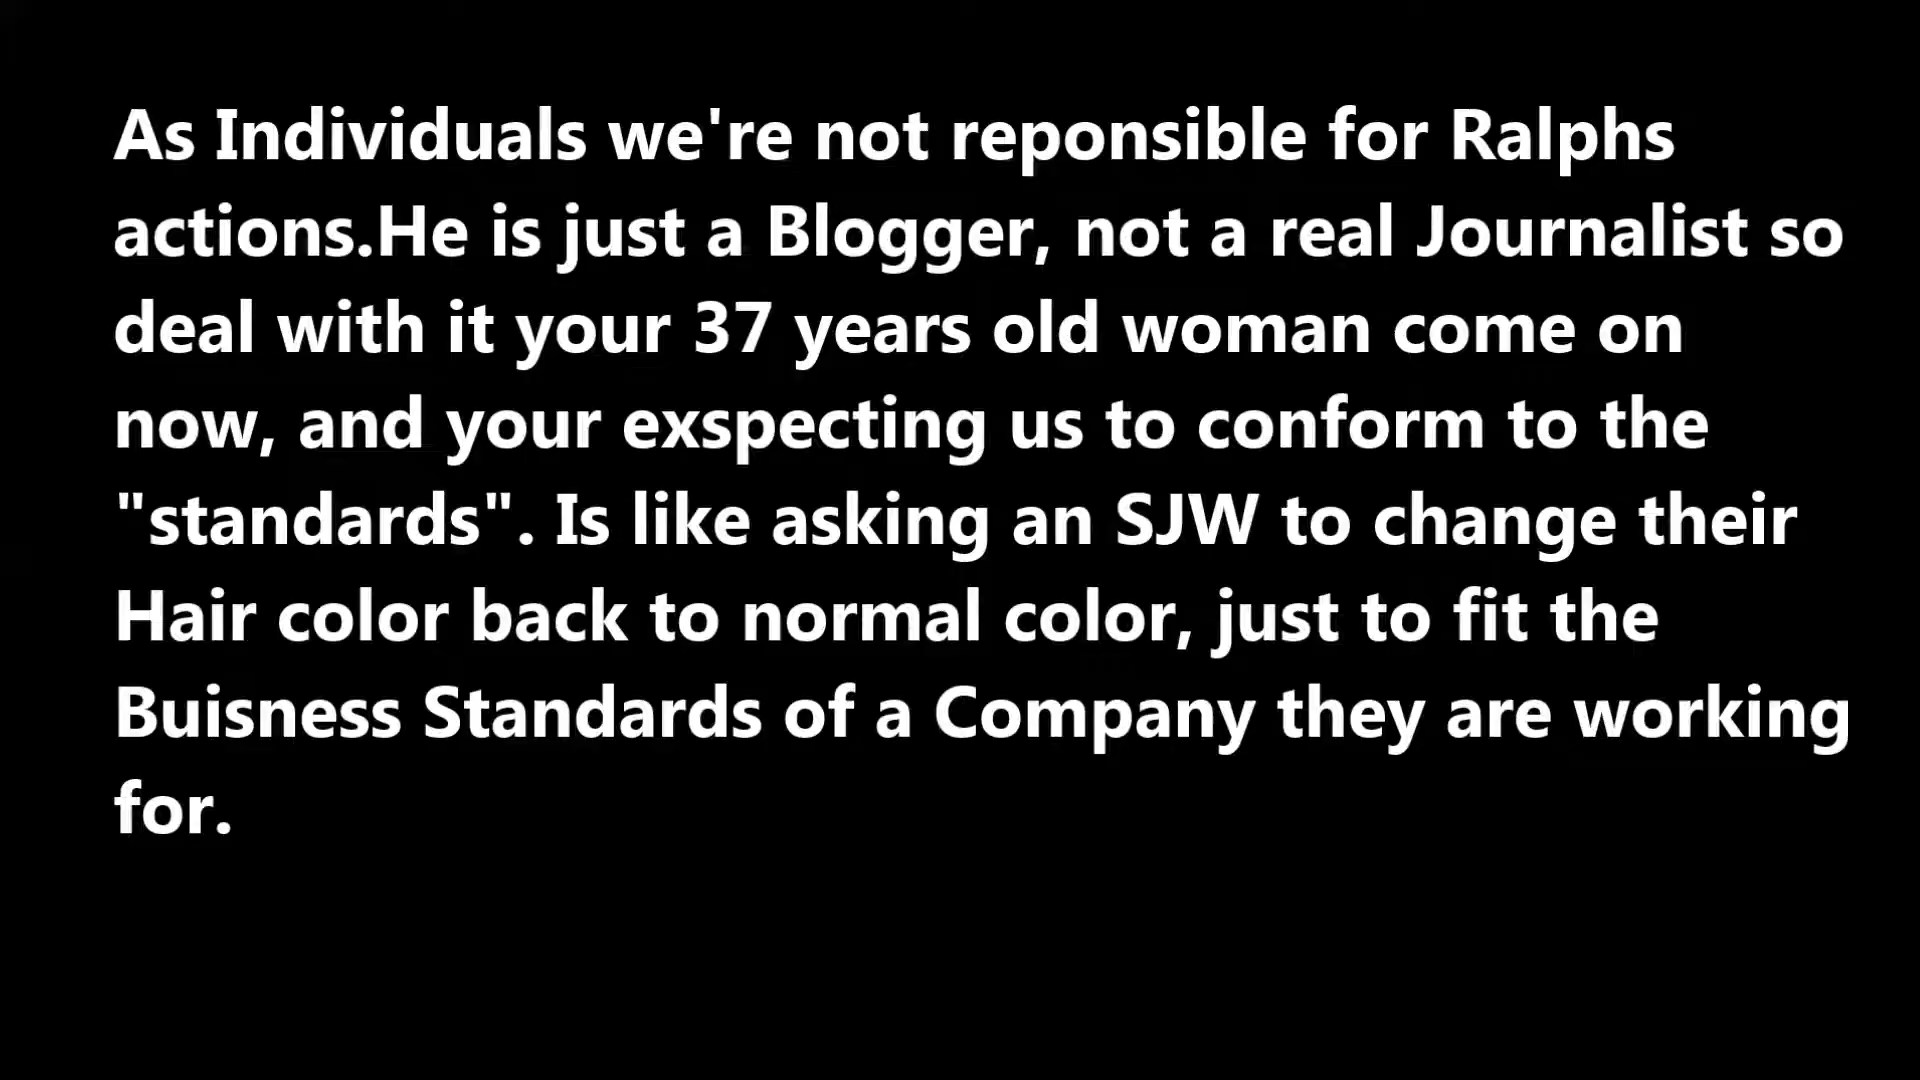 As Individuals we're not reponsible for Ralphs
actions.He is just a Blogger, not a real Journalist so
deal with it your 37 years old woman come on
now, and your exspecting us to conform to the
"standards". Is like asking an SJW to change their
Hair color back to normal color, just to fit the
Buisness Standards of a Company they are working
for.